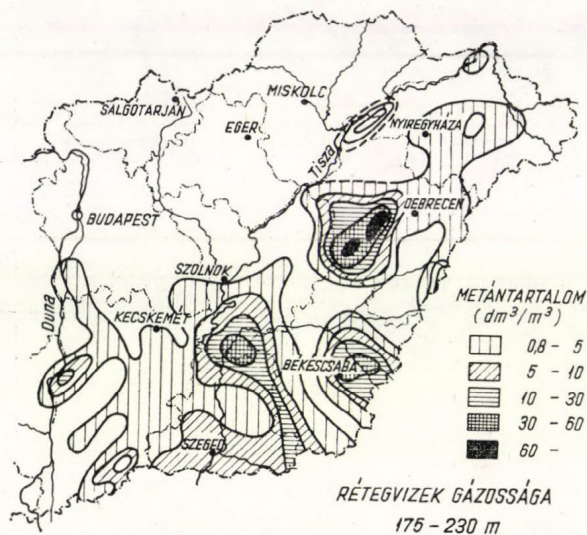 MISKOLC
SALGÓTARJÁN
EGER
NYIREGYHÁZA
Tisza
DEBRECEN
BUDAPEST
SZOLNOK
Duna
KECSKEMÉT
BÉKÉSCSABA
SZEGED
METÁNTARTALOM
(dm³/m³)
0,8 - 5
5 - 10
10 - 30
30 - 60
60 -
RÉTEGVIZEK GÁZOSSÁGA
175 - 230 m